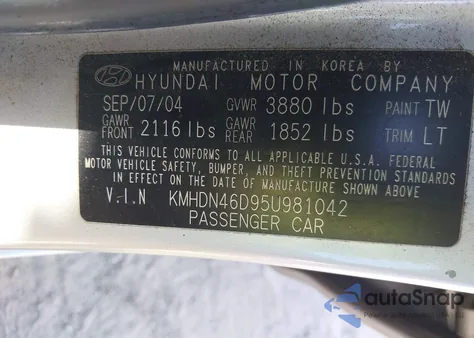 MANUFACTURED IN KOREA BY
HYUNDAI MOTOR COMPANY
SEP/07/04 GVWR 3880 lbs PAINT TW
GAWR FRONT 2116 lbs GAWR REAR 1852 lbs TRIM LT
THIS VEHICLE CONFORMS TO ALL APPLICABLE U.S.A. FEDERAL
MOTOR VEHICLE SAFETY, BUMPER, AND THEFT PREVENTION STANDARDS
IN EFFECT ON THE DATE OF MANUFACTURE SHOWN ABOVE
V.I.N KMHDN46D95U981042
PASSENGER CAR
autoSnap